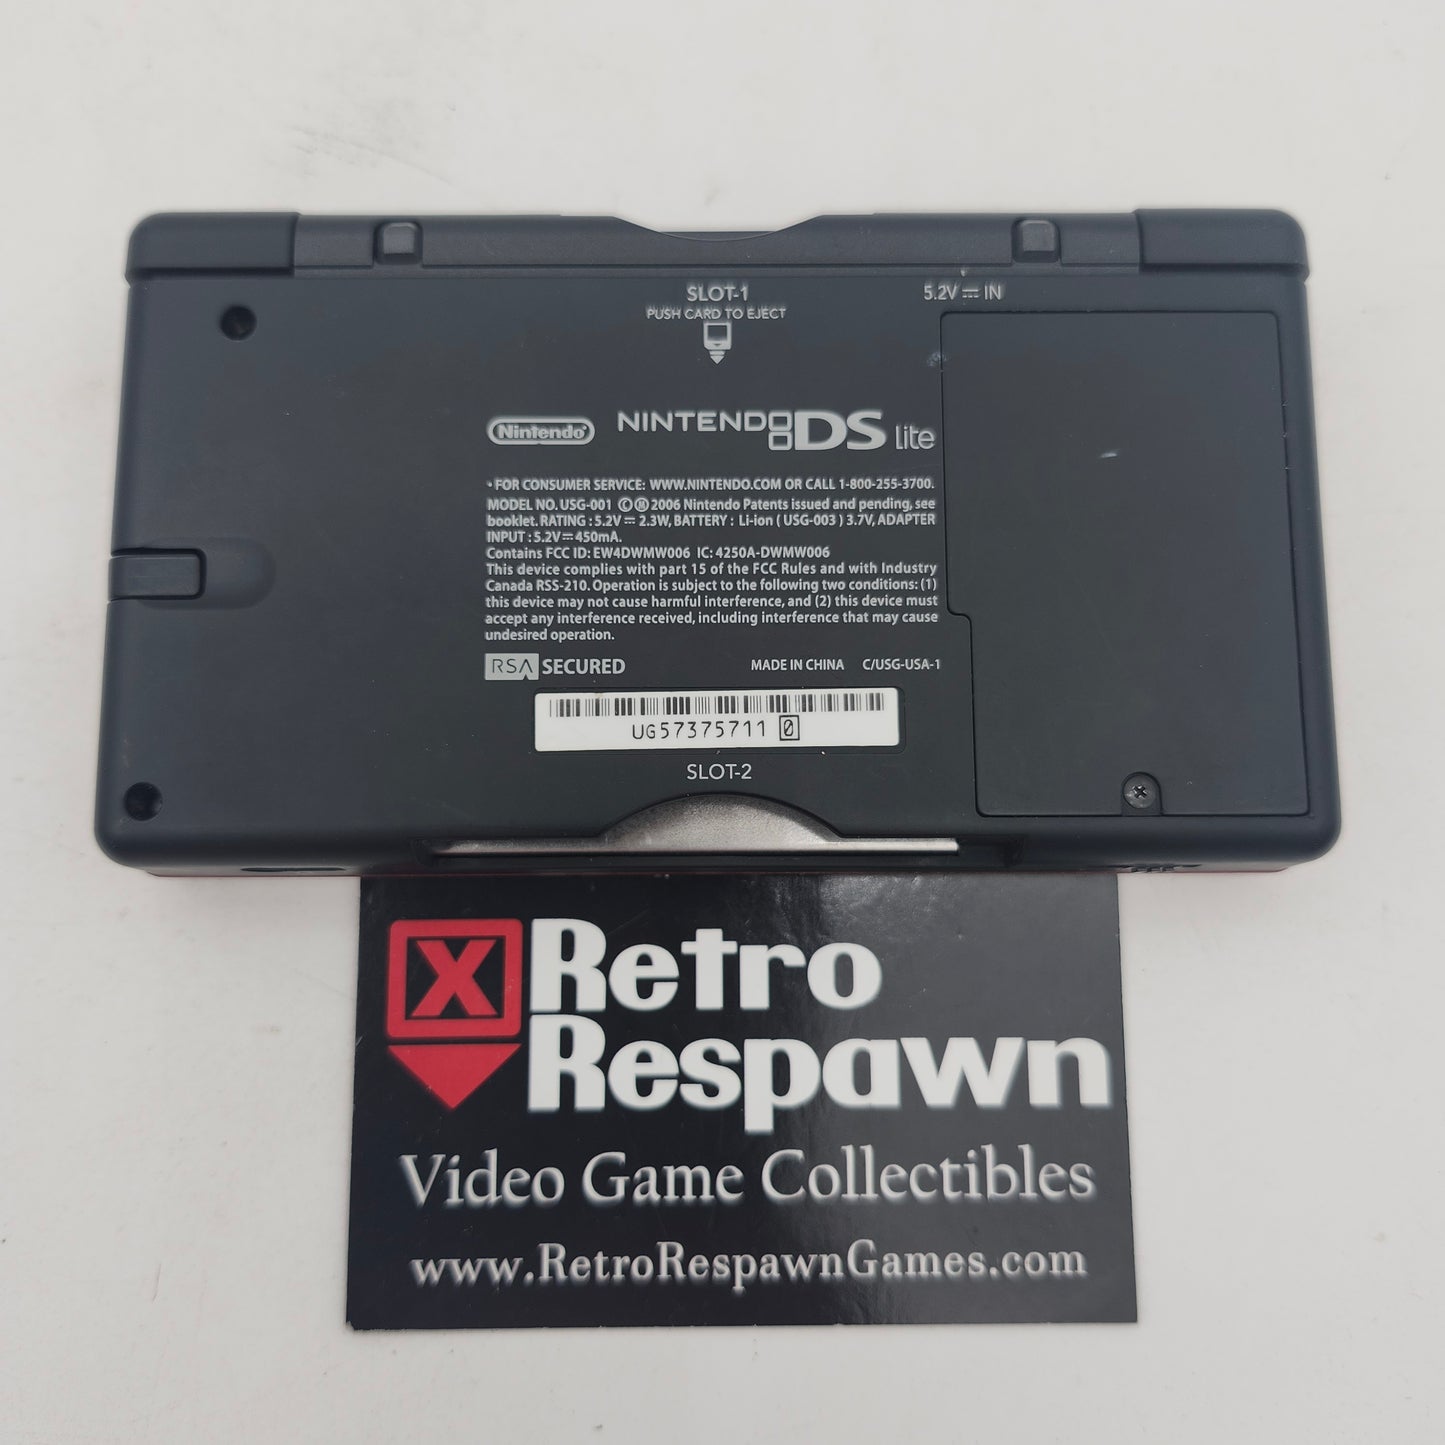 SLOT-1
PUSH CARD TO EJECT
5.2V ⎓ IN
Nintendo
NINTENDO DS Lite
• FOR CONSUMER SERVICE: WWW.NINTENDO.COM OR CALL 1-800-255-3700.
MODEL NO. USG-001 © Ⓜ 2006 Nintendo Patents issued and pending, see
booklet. RATING : 5.2V ⎓ 2.3W, BATTERY : Li-ion ( USG-003 ) 3.7V, ADAPTER
INPUT : 5.2V ⎓ 450mA.
Contains FCC ID: EW4DWMW006 IC: 4250A-DWMW006
This device complies with part 15 of the FCC Rules and with Industry
Canada RSS-210. Operation is subject to the following two conditions: (1)
this device may not cause harmful interference, and (2) this device must
accept any interference received, including interference that may cause
undesired operation.
RSA SECURED
MADE IN CHINA C/USG-USA-1
UG57375711 0
SLOT-2
X
Retro
Respawn
Video Game Collectibles
www.RetroRespawnGames.com